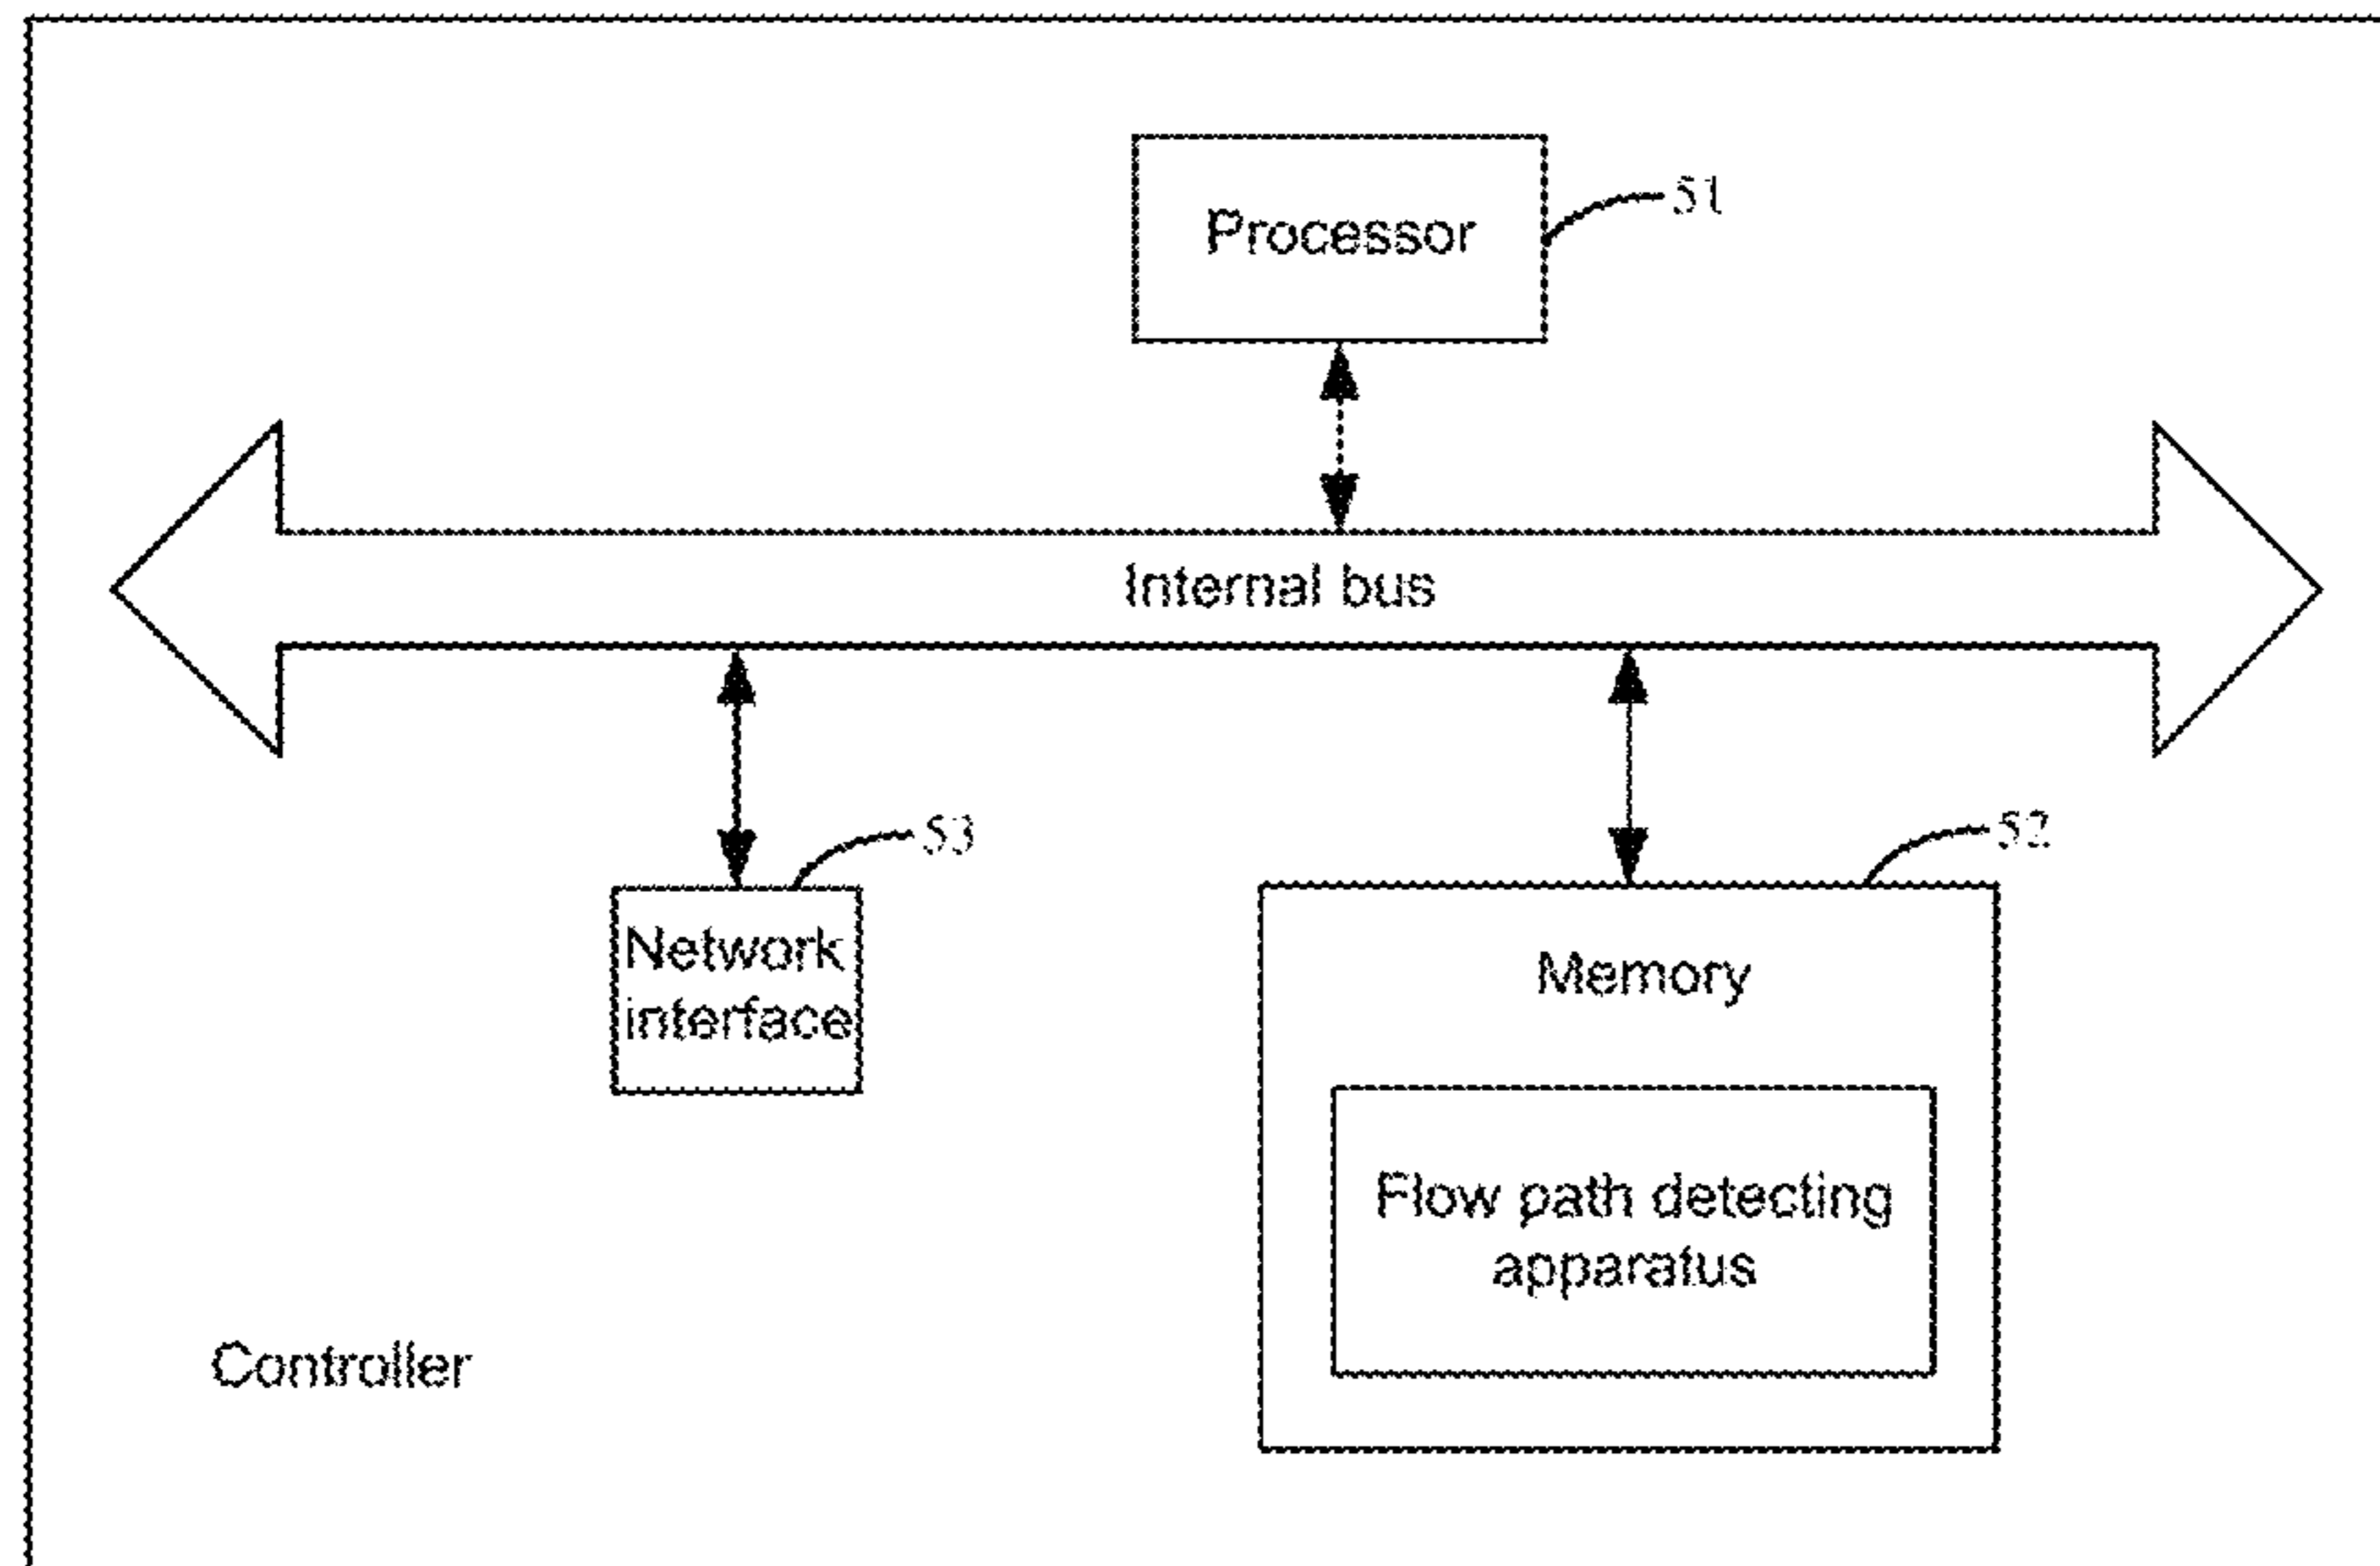 Processor
51
Internal bus
53
52
Network
interface
Memory
Flow path detecting
apparatus
Controller